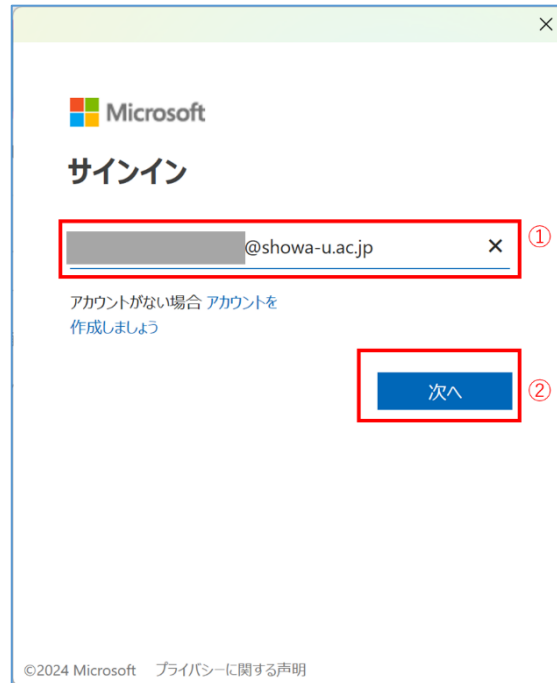 Microsoft
サインイン
@showa-u.ac.jp ①
アカウントがない場合 アカウントを
作成しましょう
次へ ②
©2024 Microsoft プライバシーに関する声明